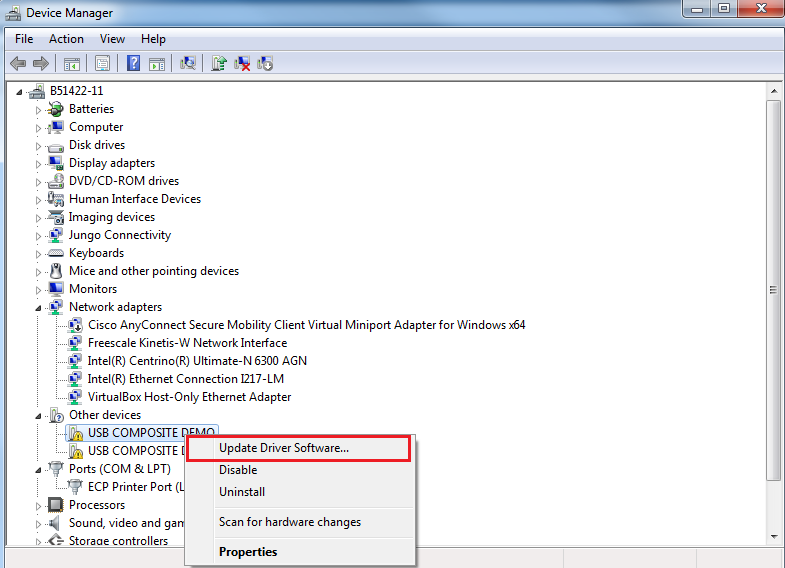 Device Manager
File Action View Help
B51422-11
Batteries
Computer
Disk drives
Display adapters
DVD/CD-ROM drives
Human Interface Devices
Imaging devices
Jungo Connectivity
Keyboards
Mice and other pointing devices
Monitors
Network adapters
Cisco AnyConnect Secure Mobility Client Virtual Miniport Adapter for Windows x64
Freescale Kinetis-W Network Interface
Intel(R) Centrino(R) Ultimate-N 6300 AGN
Intel(R) Ethernet Connection I217-LM
VirtualBox Host-Only Ethernet Adapter
Other devices
USB COMPOSITE DEMO
USB COMPOSITE D
Ports (COM & LPT)
ECP Printer Port (L
Processors
Sound, video and gam
Storage controllers
Update Driver Software...
Disable
Uninstall
Scan for hardware changes
Properties